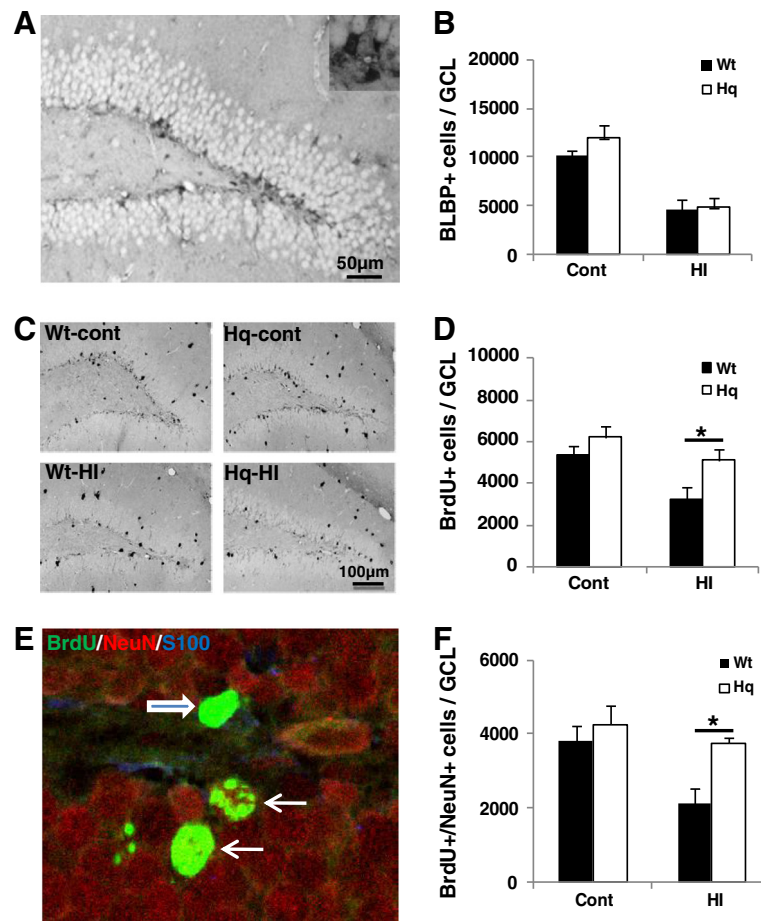 A
50µm
B
BLBP+ cells / GCL
20000
15000
10000
5000
0
Wt
Hq
Cont HI
C
Wt-cont
Hq-cont
Wt-HI
Hq-HI
100µm
D
BrdU+ cells / GCL
10000
8000
6000
4000
2000
0
Wt
Hq
*
Cont HI
E
BrdU/NeuN/S100
F
BrdU+/NeuN+ cells / GCL
6000
4000
2000
0
Wt
Hq
*
Cont HI